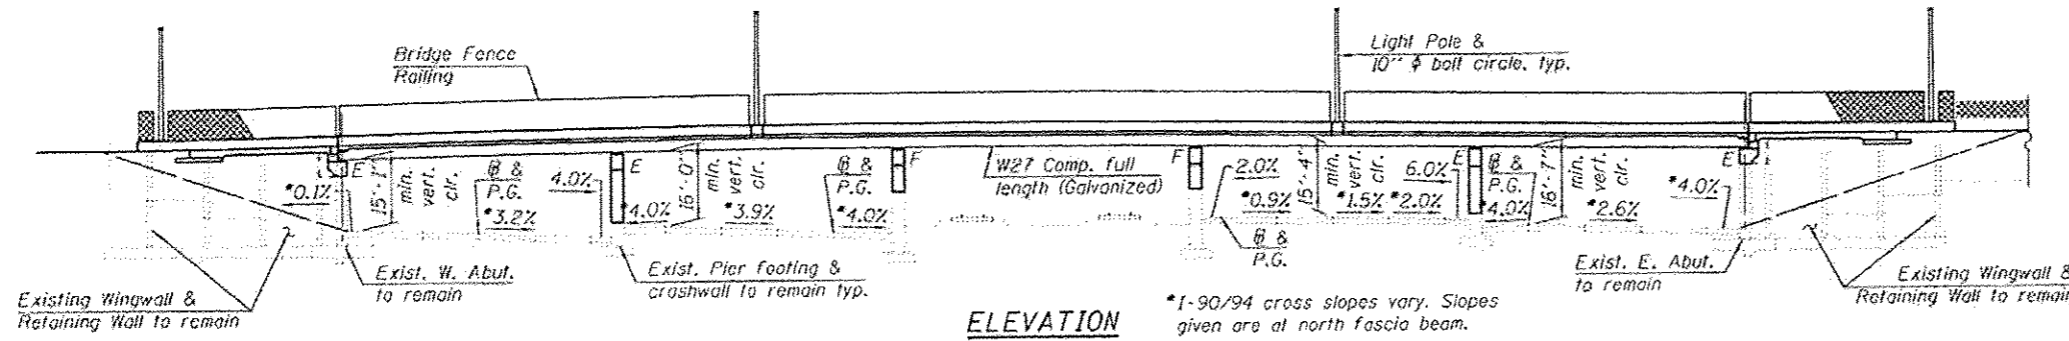 Bridge Fence
Railing
Light Pole &
10" ϕ bolt circle, typ.
E
E
F
F
E
E
W27 Comp. full
length (Galvanized)
*0.1%
15'-1"
min.
vert.
clr.
℄ &
P.G.
*3.2%
4.0%
*4.0%
16'-0"
min.
vert.
clr.
*3.9%
℄ &
P.G.
*4.0%
2.0%
*0.9%
℄ &
P.G.
15'-4"
min.
vert.
clr.
*1.5%
*2.0%
6.0%
℄ &
P.G.
*4.0%
16'-7"
min.
vert.
clr.
*2.6%
*4.0%
Existing Wingwall &
Retaining Wall to remain
Exist. W. Abut.
to remain
Exist. Pier footing &
crashwall to remain typ.
Exist. E. Abut.
to remain
Existing Wingwall &
Retaining Wall to remain
ELEVATION
*I-90/94 cross slopes vary. Slopes
given are at north fascia beam.